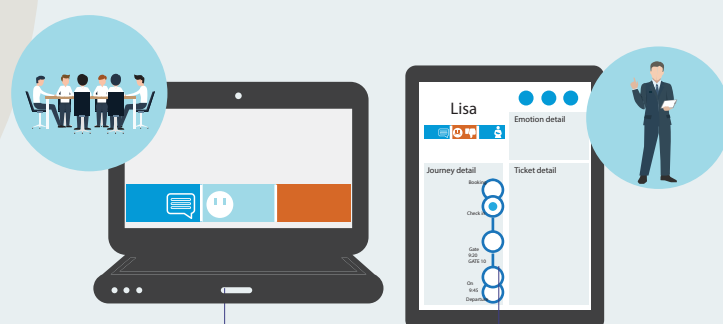 Lisa
Emotion detail
Journey detail
Ticket detail
Booking
Check in
Gate
9:20
GATE 10
On
9:45
Departure